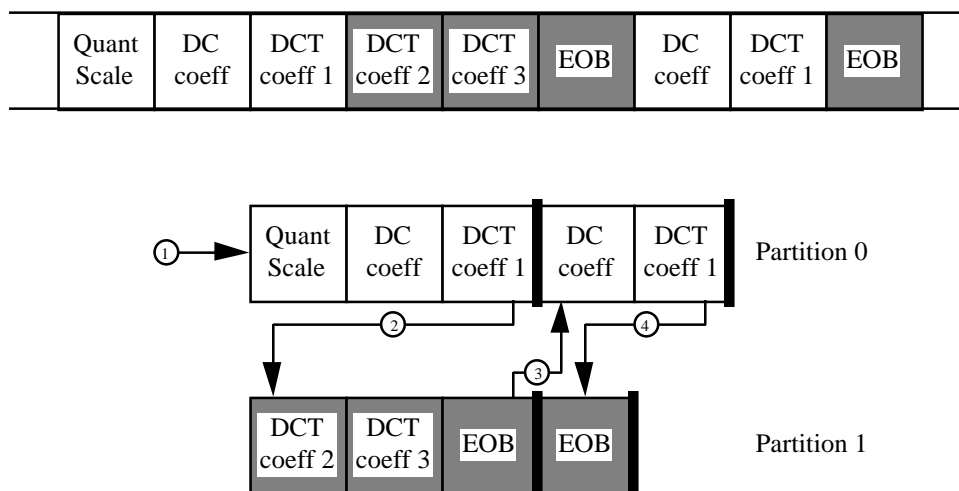 Quant DC DCT DCT DCT EOB DC DCT EOB
Scale coeff coeff 1 coeff 2 coeff 3 coeff coeff 1
Quant DC DCT DC DCT Partition 0
Scale coeff coeff 1 coeff coeff 1
1
2
4
3
DCT DCT EOB EOB Partition 1
coeff 2 coeff 3